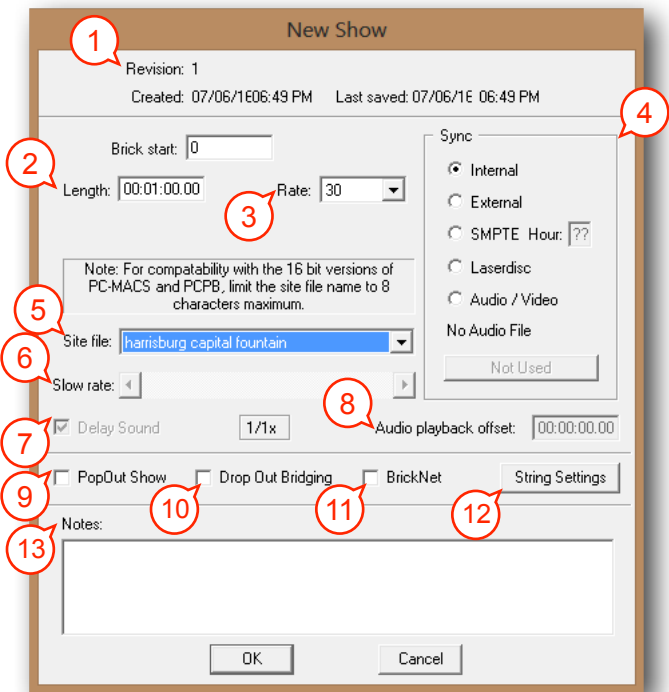 New Show
1
Revision: 1
Created: 07/06/16 06:49 PM Last saved: 07/06/16 06:49 PM
4
Sync
Brick start: 0
2
Length: 00:01:00.00 Rate: 30
3
Internal
External
SMPTE Hour: ??
Laserdisc
Audio / Video
No Audio File
Not Used
Note: For compatability with the 16 bit versions of
PC-MACS and PCPB, limit the site file name to 8
characters maximum.
5
Site file: harrisburg capital fountain
6
Slow rate:
7
Delay Sound 1/1x
8
Audio playback offset: 00:00:00.00
9
PopOut Show
10
Drop Out Bridging
11
BrickNet
12
String Settings
13
Notes:
OK Cancel